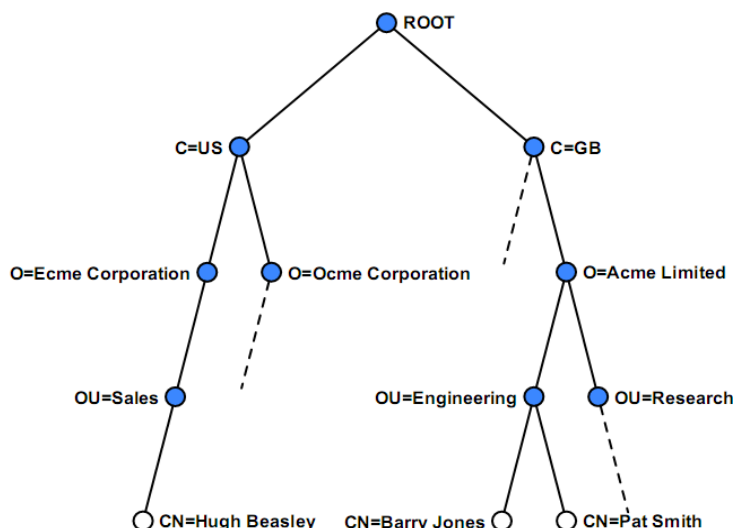 ROOT
C=US
C=GB
O=Ecme Corporation
O=Ocme Corporation
O=Acme Limited
OU=Sales
OU=Engineering
OU=Research
CN=Hugh Beasley
CN=Barry Jones
CN=Pat Smith